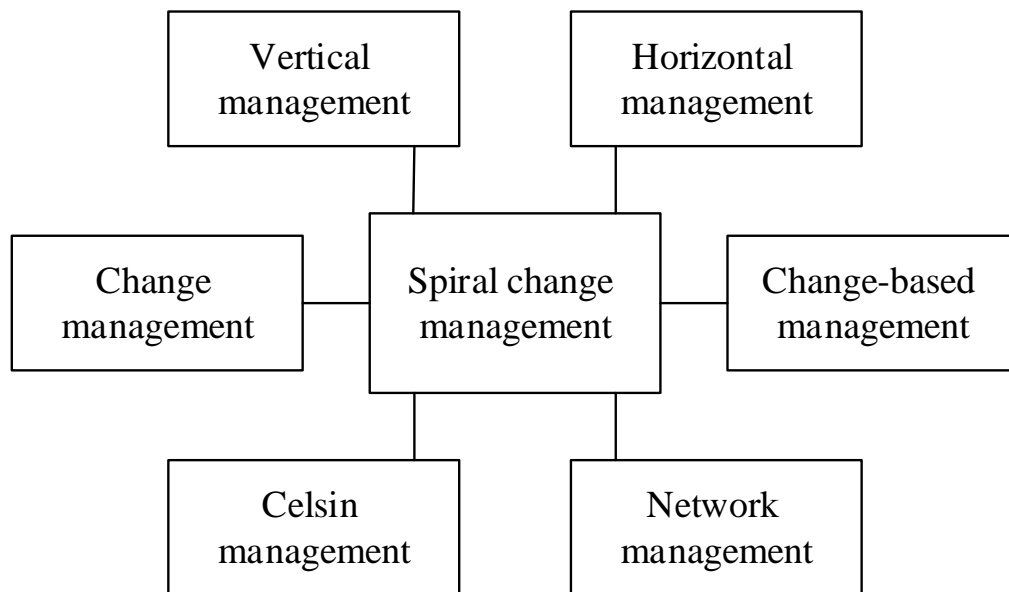 Vertical
management
Horizontal
management
Change
management
Spiral change
management
Change-based
management
Celsin
management
Network
management